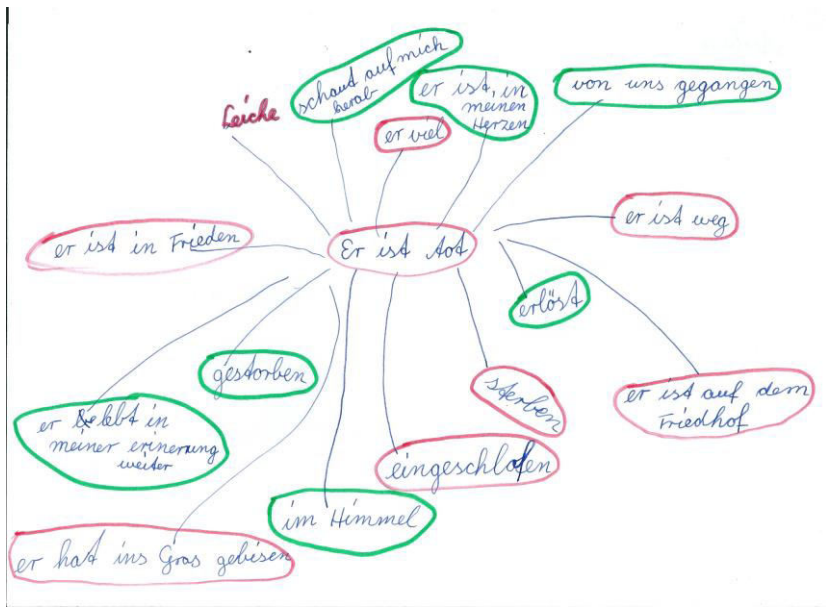 Leiche
schaut auf mich
herab
er ist, in
meinen
Herzen
von uns gegangen
er viel
er ist weg
er ist in Frieden
Er ist tot
erlöst
gestorben
sterben
er ist auf dem
Friedhof
er lebt in
meiner erinerung
weiter
eingeschlafen
im Himmel
er hat ins Gras gebisen